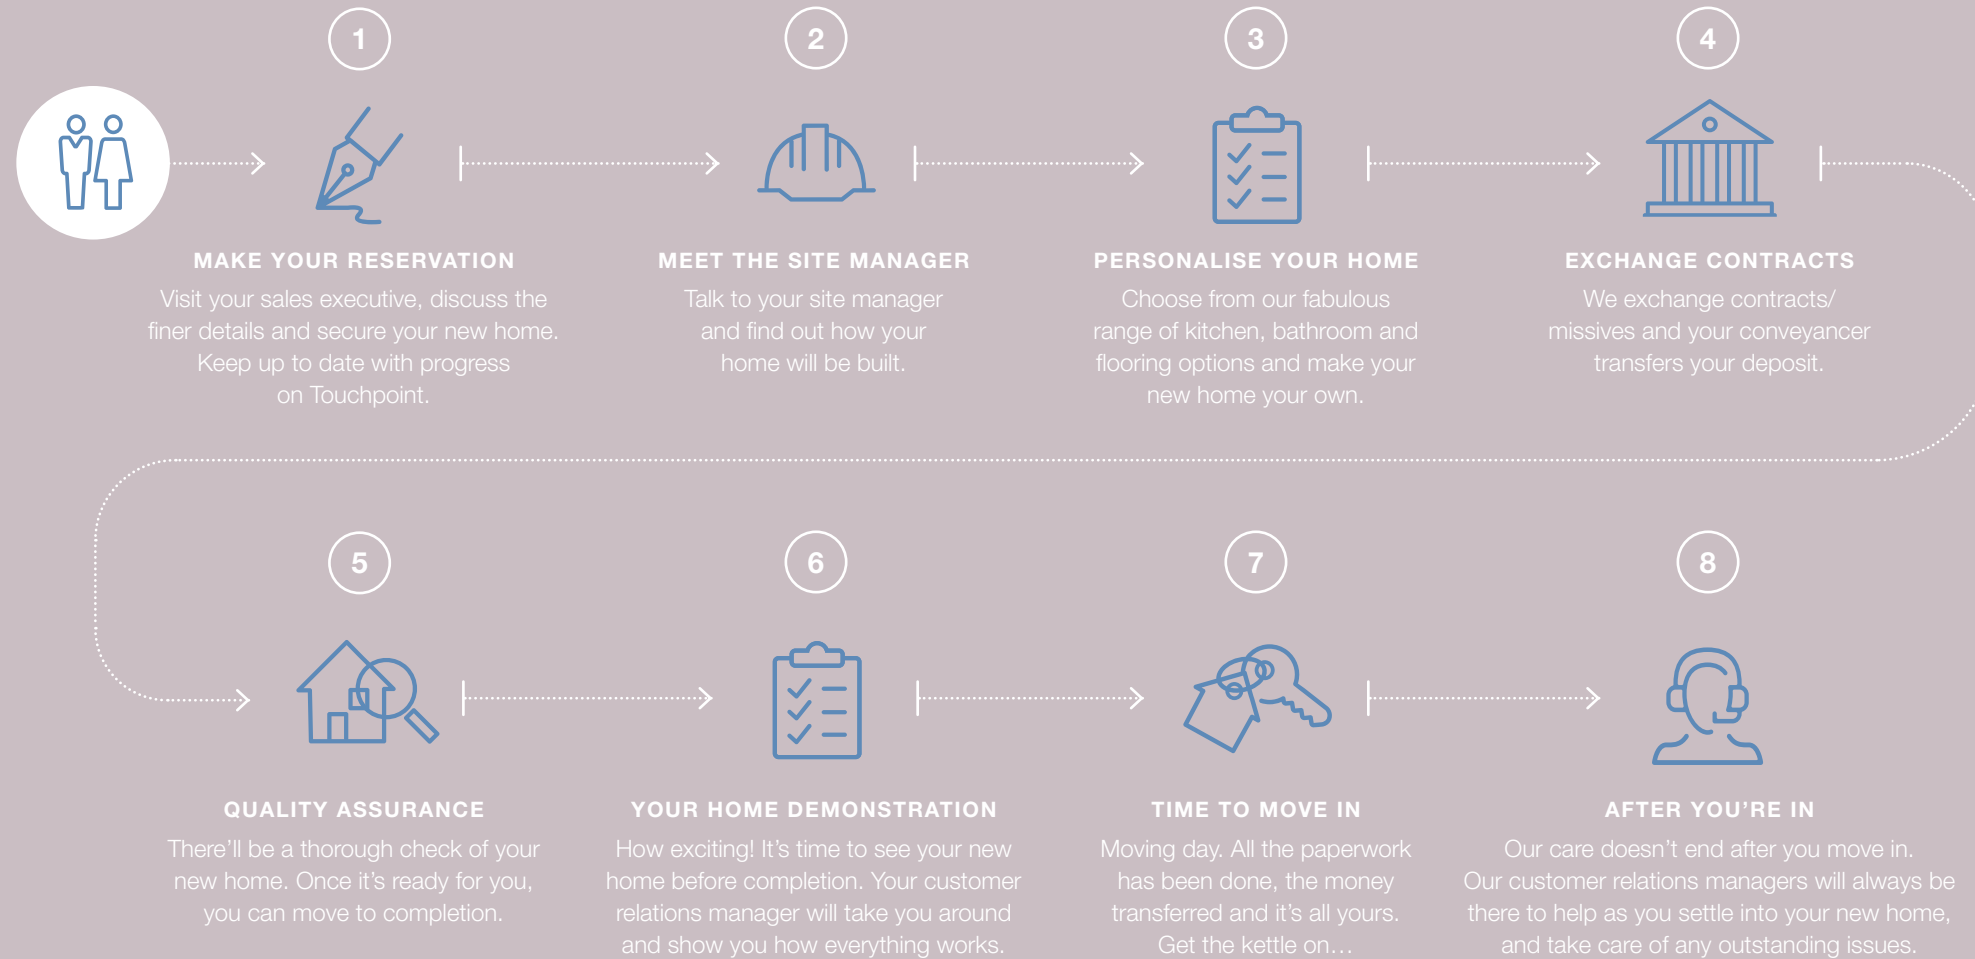 1
MAKE YOUR RESERVATION
Visit your sales executive, discuss the
finer details and secure your new home.
Keep up to date with progress
on Touchpoint.
2
MEET THE SITE MANAGER
Talk to your site manager
and find out how your
home will be built.
3
PERSONALISE YOUR HOME
Choose from our fabulous
range of kitchen, bathroom and
flooring options and make your
new home your own.
4
EXCHANGE CONTRACTS
We exchange contracts/
missives and your conveyancer
transfers your deposit.
5
QUALITY ASSURANCE
There’ll be a thorough check of your
new home. Once it’s ready for you,
you can move to completion.
6
YOUR HOME DEMONSTRATION
How exciting! It’s time to see your new
home before completion. Your customer
relations manager will take you around
and show you how everything works.
7
TIME TO MOVE IN
Moving day. All the paperwork
has been done, the money
transferred and it’s all yours.
Get the kettle on…
8
AFTER YOU’RE IN
Our care doesn’t end after you move in.
Our customer relations managers will always be
there to help as you settle into your new home,
and take care of any outstanding issues.